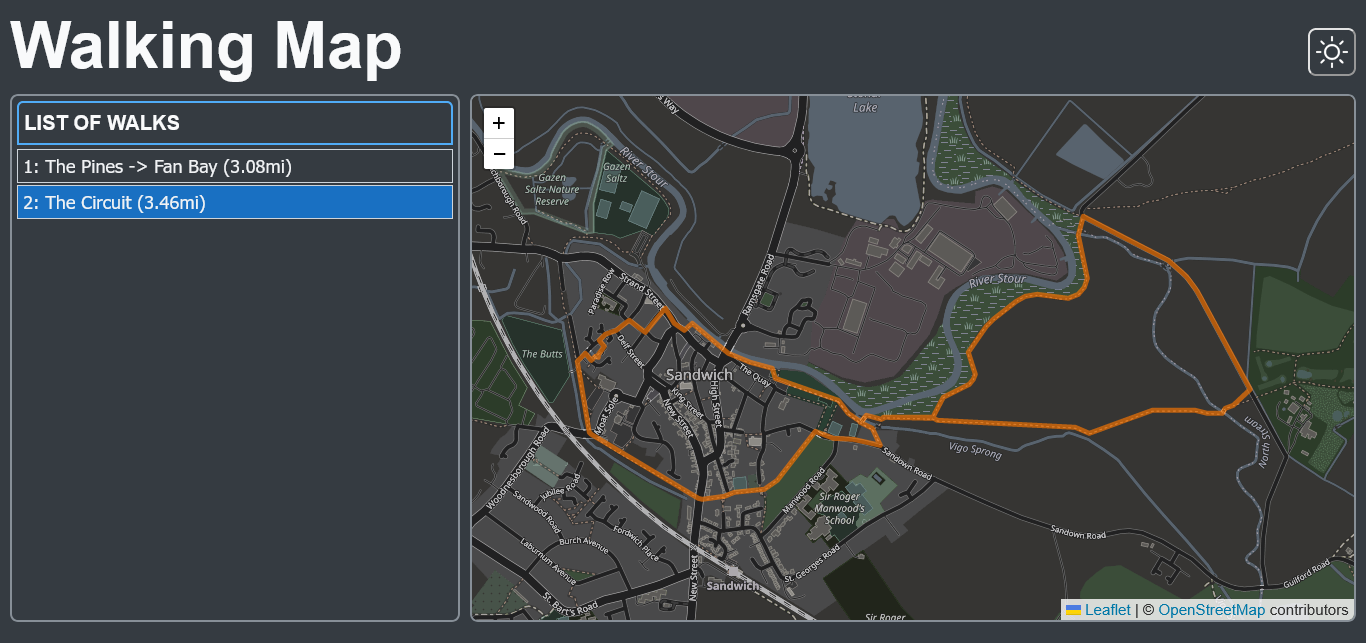 Walking Map
LIST OF WALKS
1: The Pines -> Fan Bay (3.08mi)
2: The Circuit (3.46mi)
+
−
s Way
Lake
River Stour
Gazen
Saltz Nature
Reserve
Gazen
Saltz
chborough Road
River Stour
Ramsgate Road
Paradise Row
Strand Street
The Butts
Delf Street
Sandwich
The Quay
King Street
High Street
New Street
Moat Sole
Vigo Sprong
North Stream
Sandown Road
Woodnesborough Road
Manwood Road
Sir Roger
Manwood's
School
Jubilee Road
Sandwood Road
Fordwich Place
Burch Avenue
Laburnum Avenue
St. Bart's Road
New Street
Sandwich
St. Georges Road
Sandown Road
Guilford Road
Sir Roger
Leaflet | © OpenStreetMap contributors